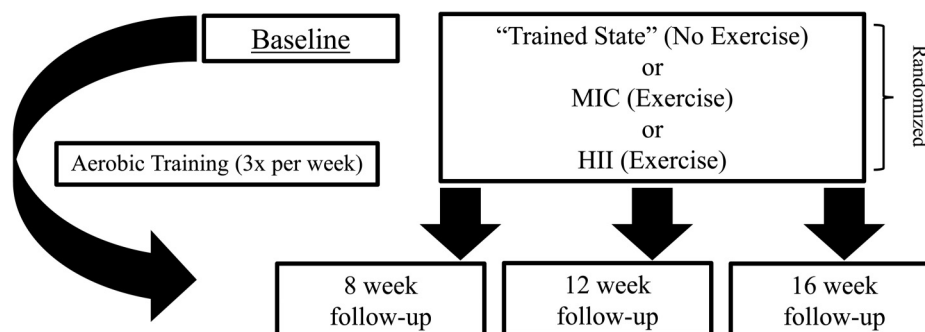 Baseline
"Trained State" (No Exercise)
or
MIC (Exercise)
or
HII (Exercise)
Randomized
Aerobic Training (3x per week)
8 week
follow-up
12 week
follow-up
16 week
follow-up